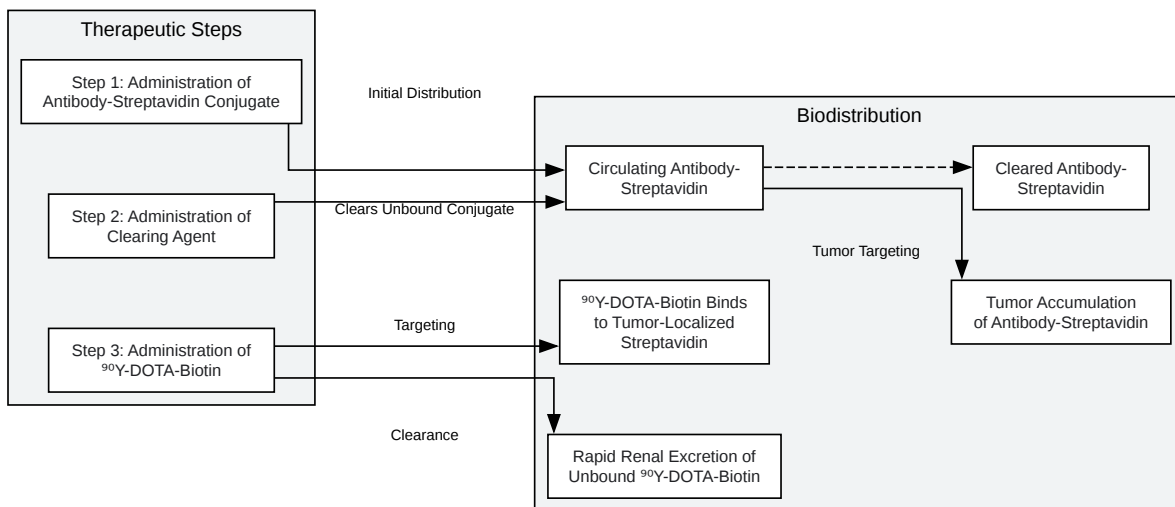 Therapeutic Steps
Step 1: Administration of
Antibody-Streptavidin Conjugate
Initial Distribution
Biodistribution
Circulating Antibody-
Streptavidin
Cleared Antibody-
Streptavidin
Step 2: Administration of
Clearing Agent
Clears Unbound Conjugate
Tumor Targeting
⁹⁰Y-DOTA-Biotin Binds
to Tumor-Localized
Streptavidin
Tumor Accumulation
of Antibody-Streptavidin
Step 3: Administration of
⁹⁰Y-DOTA-Biotin
Targeting
Clearance
Rapid Renal Excretion of
Unbound ⁹⁰Y-DOTA-Biotin